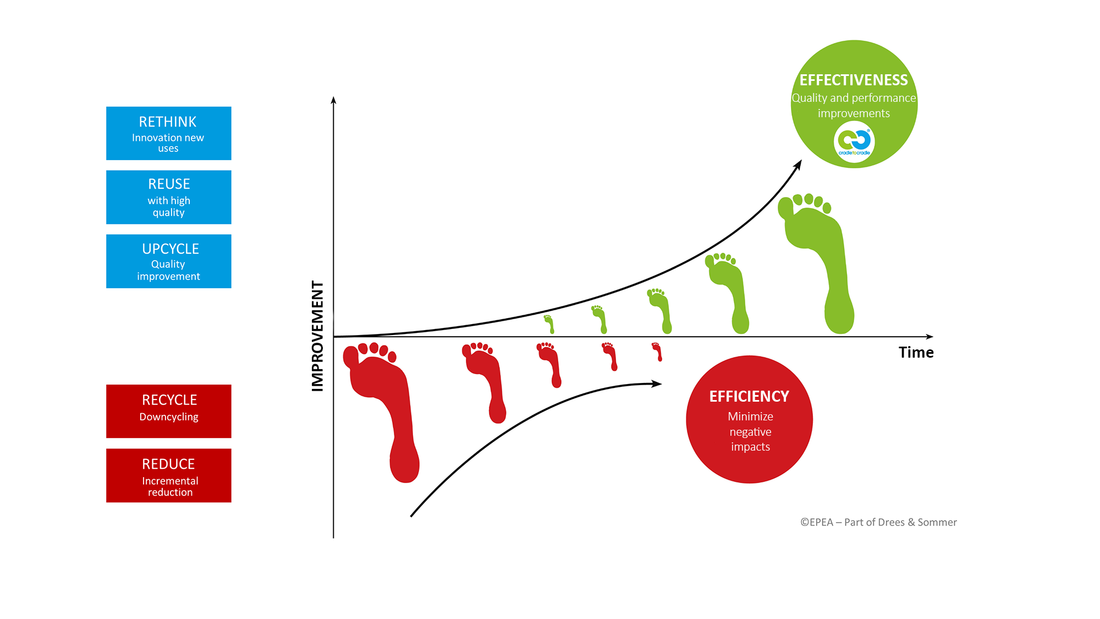 RETHINK
Innovation new
uses
REUSE
with high
quality
UPCYCLE
Quality
improvement
RECYCLE
Downcycling
REDUCE
Incremental
reduction
IMPROVEMENT
Time
EFFECTIVENESS
Quality and performance
improvements
cradletocradle
EFFICIENCY
Minimize
negative
impacts
©EPEA – Part of Drees & Sommer